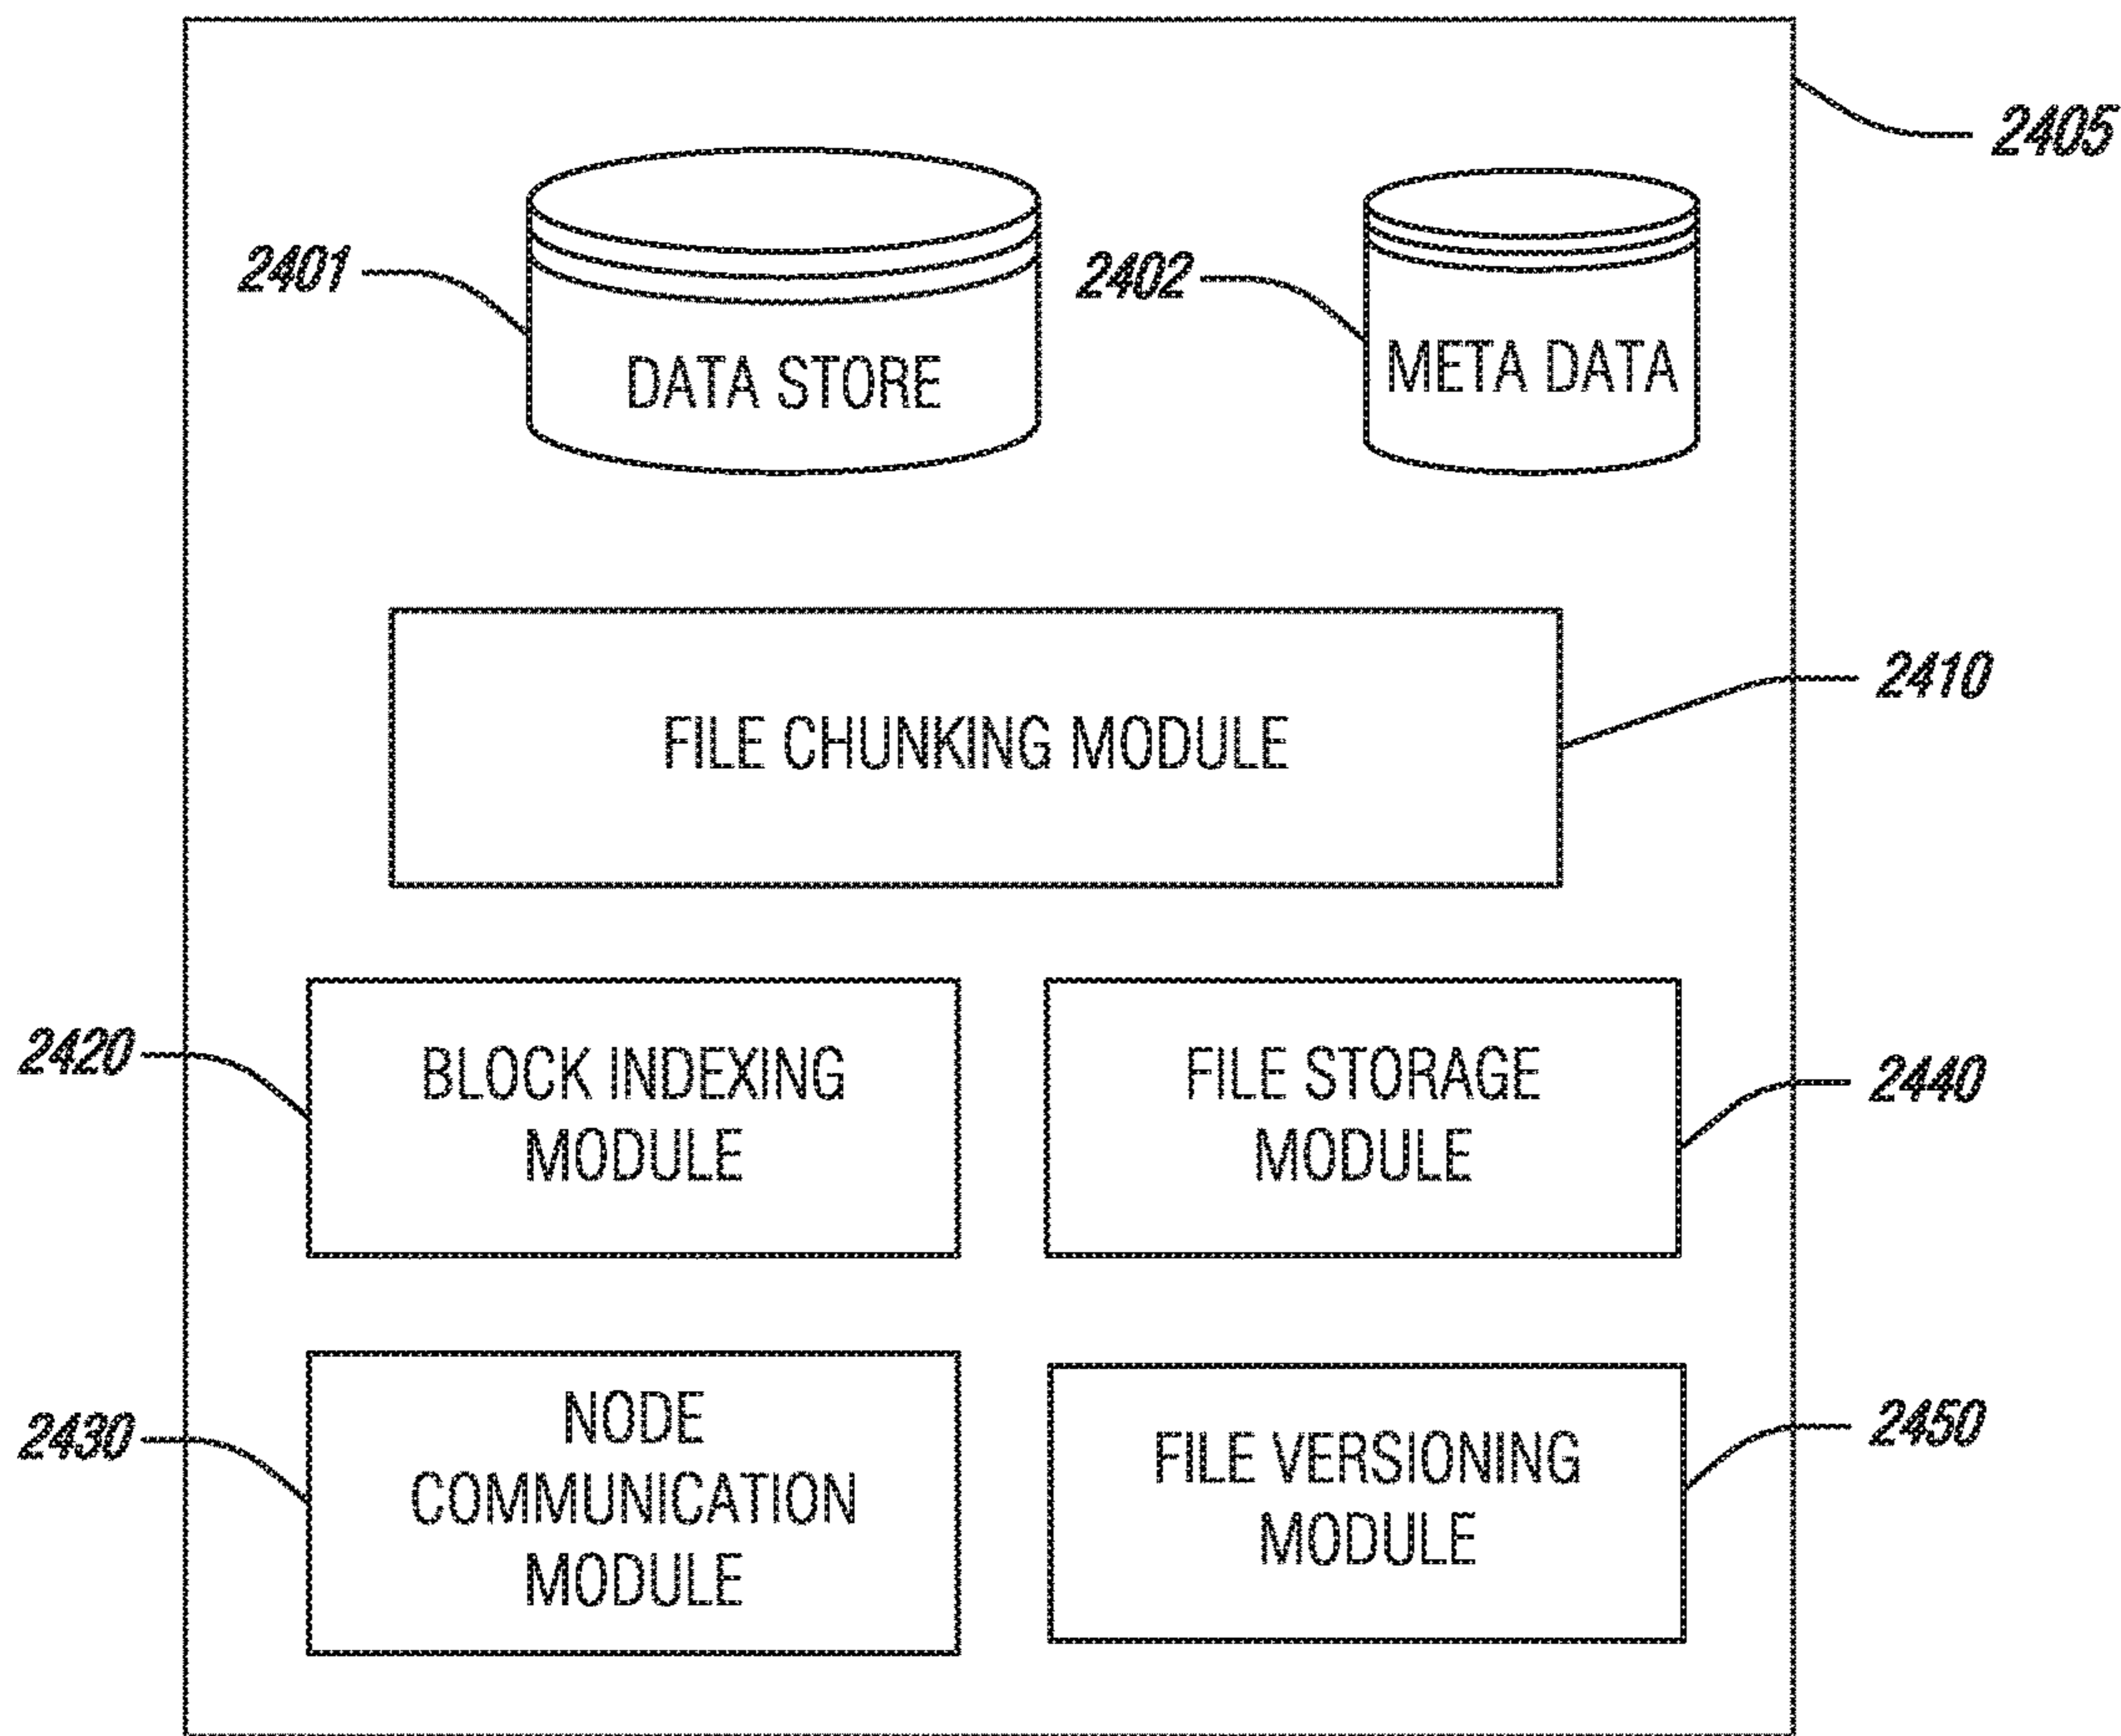 2405
2401
DATA STORE
2402
META DATA
FILE CHUNKING MODULE
2410
2420
BLOCK INDEXING
MODULE
FILE STORAGE
MODULE
2440
2430
NODE
COMMUNICATION
MODULE
FILE VERSIONING
MODULE
2450